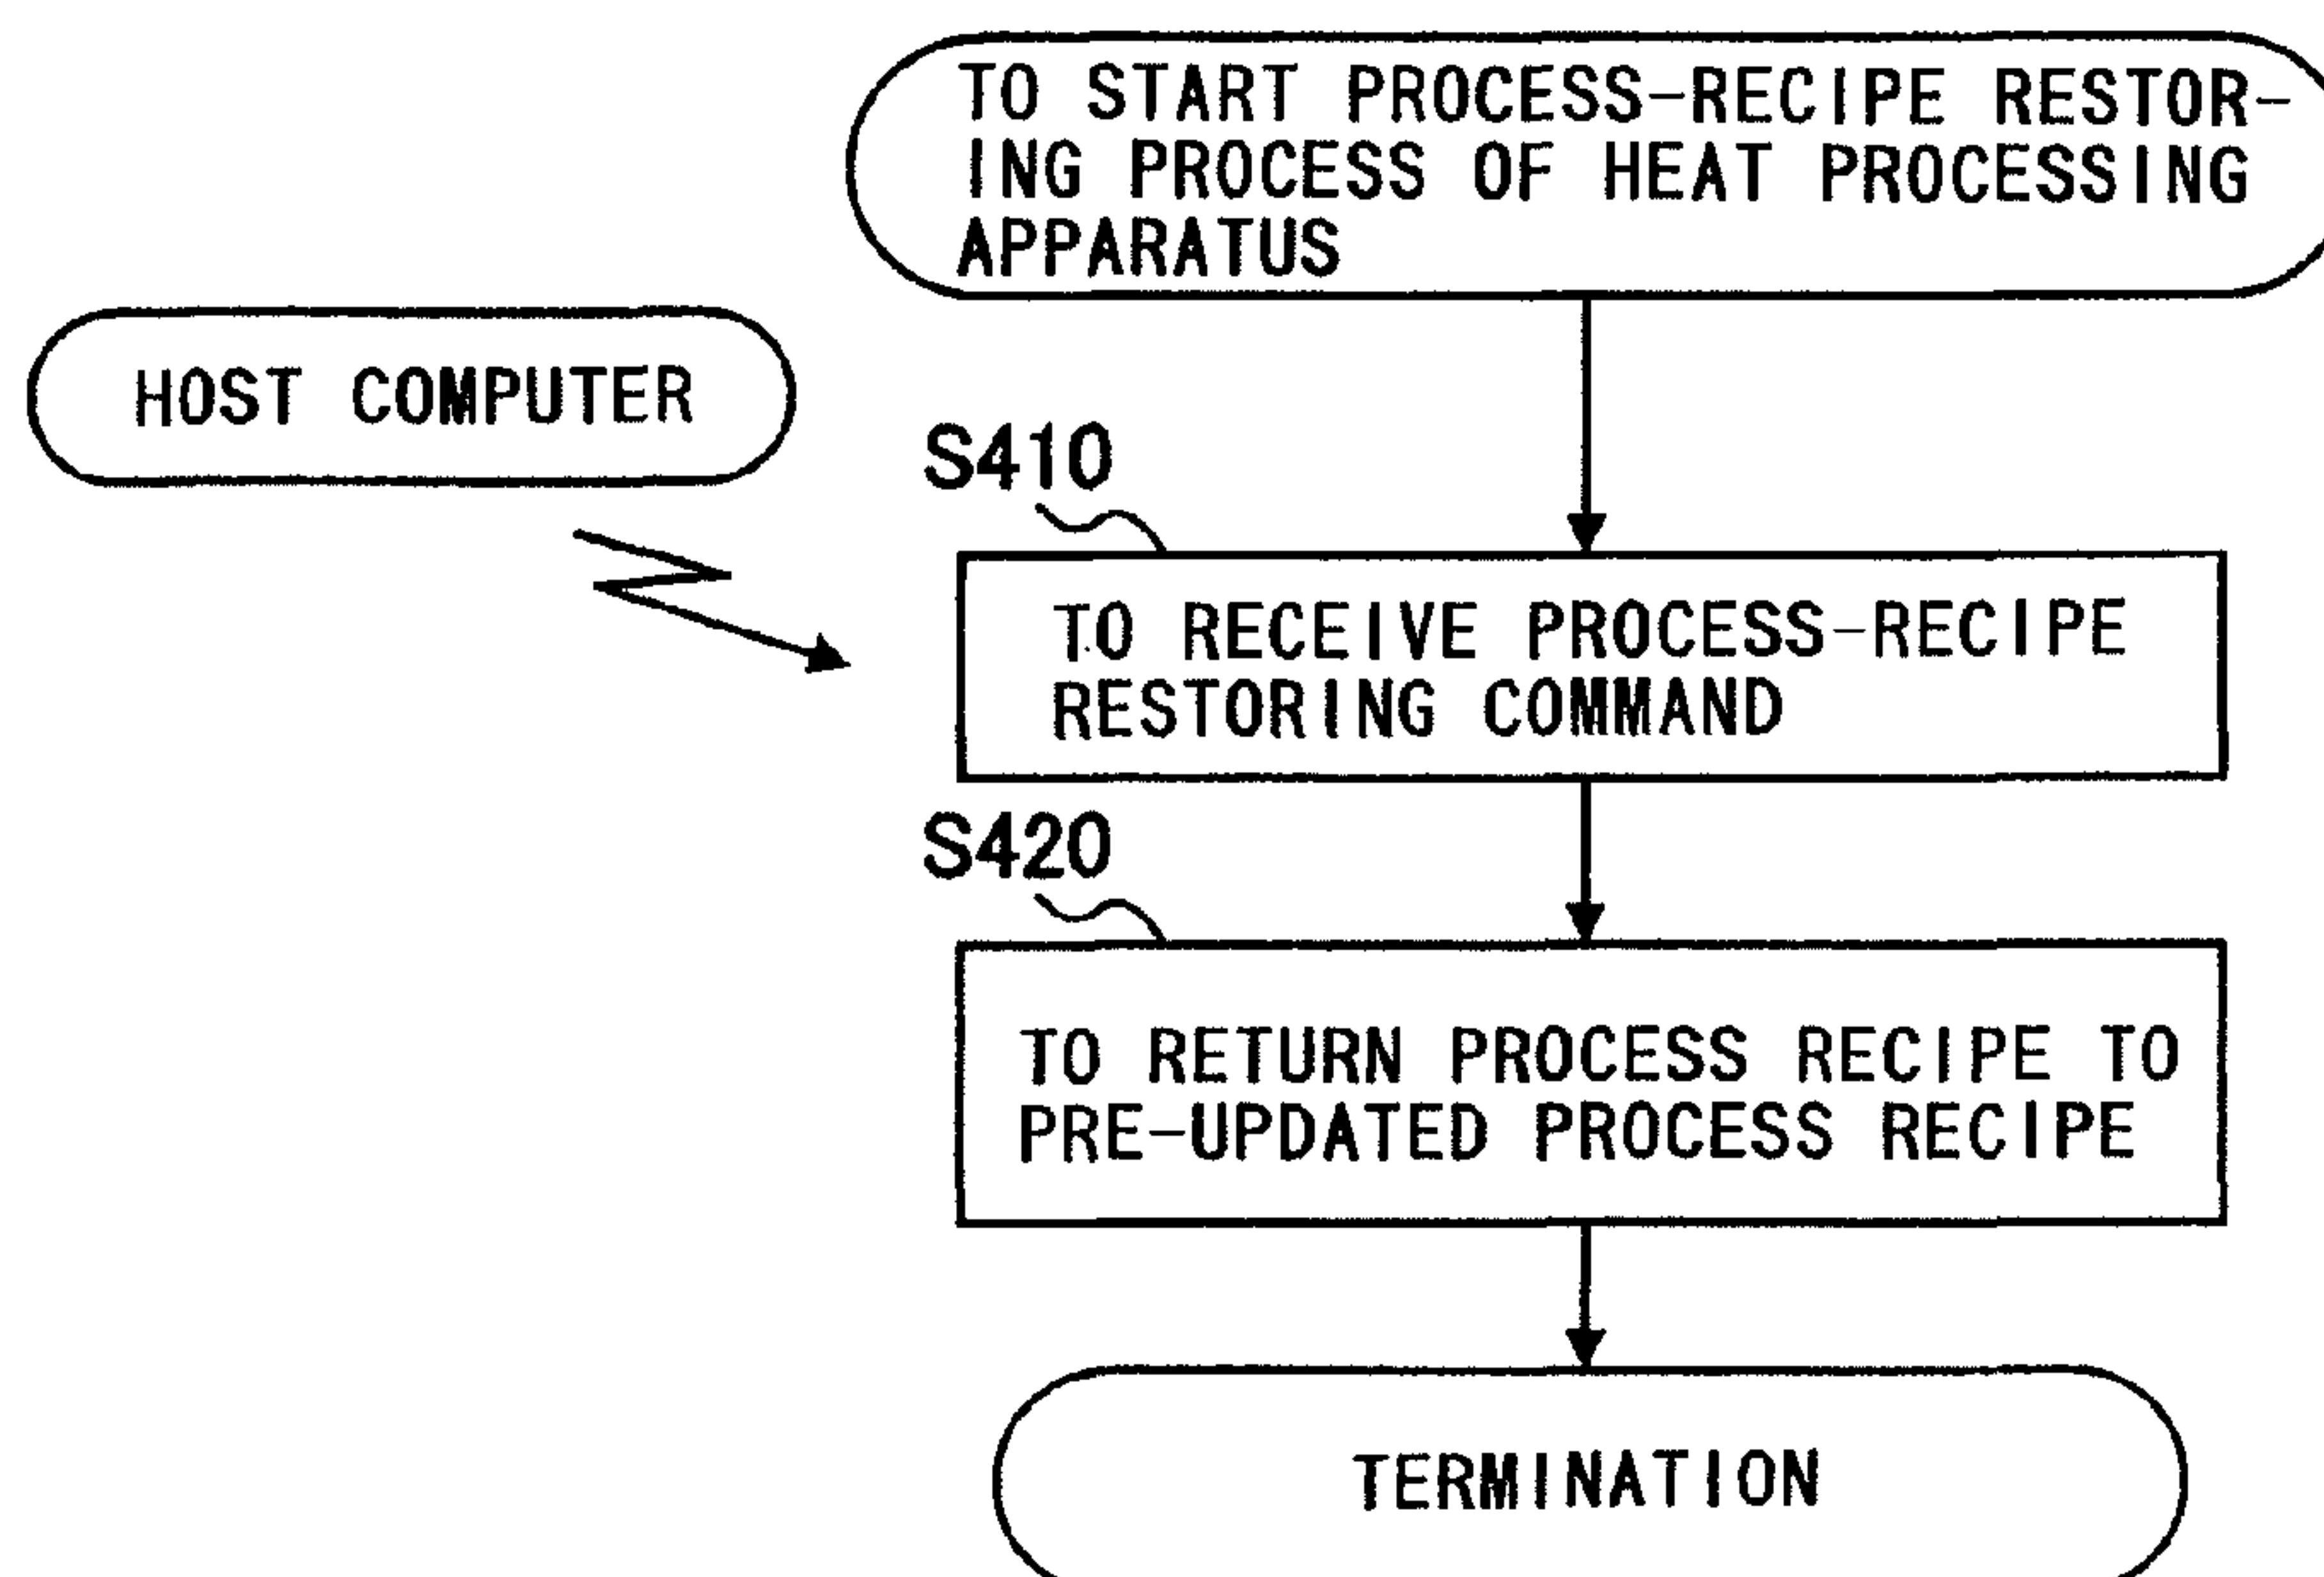 TO START PROCESS-RECIPE RESTOR-
ING PROCESS OF HEAT PROCESSING
APPARATUS
HOST COMPUTER
S410
TO RECEIVE PROCESS-RECIPE
RESTORING COMMAND
S420
TO RETURN PROCESS RECIPE TO
PRE-UPDATED PROCESS RECIPE
TERMINATION